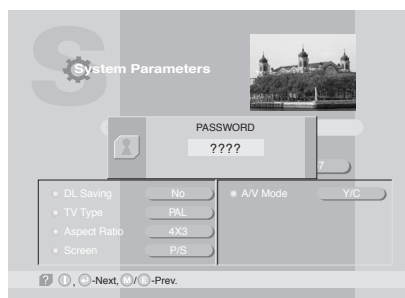 System Parameters
PASSWORD
????
7
DL Saving No
A/V Mode Y/C
TV Type PAL
Aspect Ratio 4X3
Screen P/S
? i, ↵-Next, M/E-Prev.